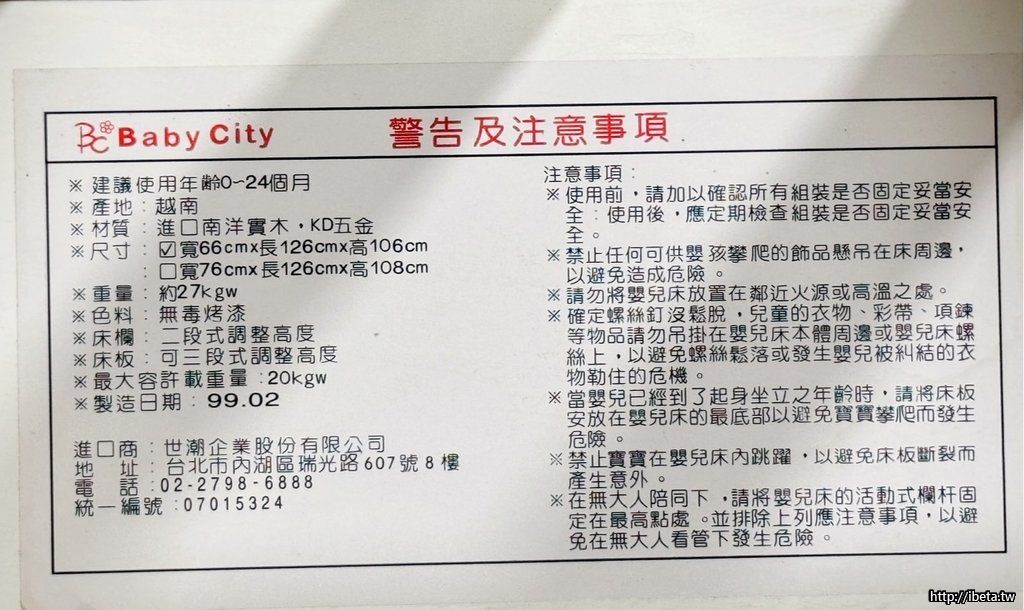 BC Baby City 警告及注意事項
※ 建議使用年齡0~24個月
※ 產地：越南
※ 材質：進口南洋實木，KD五金
※ 尺寸：☑寬66cmx長126cmx高106cm
：□寬76cmx長126cmx高108cm
※ 重量：約27kgw
※ 色料：無毒烤漆
※ 床欄：二段式調整高度
※ 床板：可三段式調整高度
※ 最大容許載重量：20kgw
※ 製造日期：99.02
進口商：世潮企業股份有限公司
地 址：台北市內湖區瑞光路607號8樓
電 話：02-2798-6888
統一編號：07015324
注意事項：
※使用前，請加以確認所有組裝是否固定妥當安
全；使用後，應定期檢查組裝是否固定妥當安
全。
※禁止任何可供嬰孩攀爬的飾品懸吊在床周邊，
以避免造成危險。
※請勿將嬰兒床放置在鄰近火源或高溫之處。
※確定螺絲釘沒鬆脫，兒童的衣物、彩帶、項鍊
等物品請勿吊掛在嬰兒床本體周邊或嬰兒床螺
絲上，以避免螺絲鬆落或發生嬰兒被糾結的衣
物勒住的危機。
※當嬰兒已經到了起身坐立之年齡時，請將床板
安放在嬰兒床的最底部以避免寶寶攀爬而發生
危險。
※禁止寶寶在嬰兒床內跳躍，以避免床板斷裂而
產生意外。
※在無大人陪同下，請將嬰兒床的活動式欄杆固
定在最高點處。並排除上列應注意事項，以避
免在無大人看管下發生危險。
http://ibeta.tw